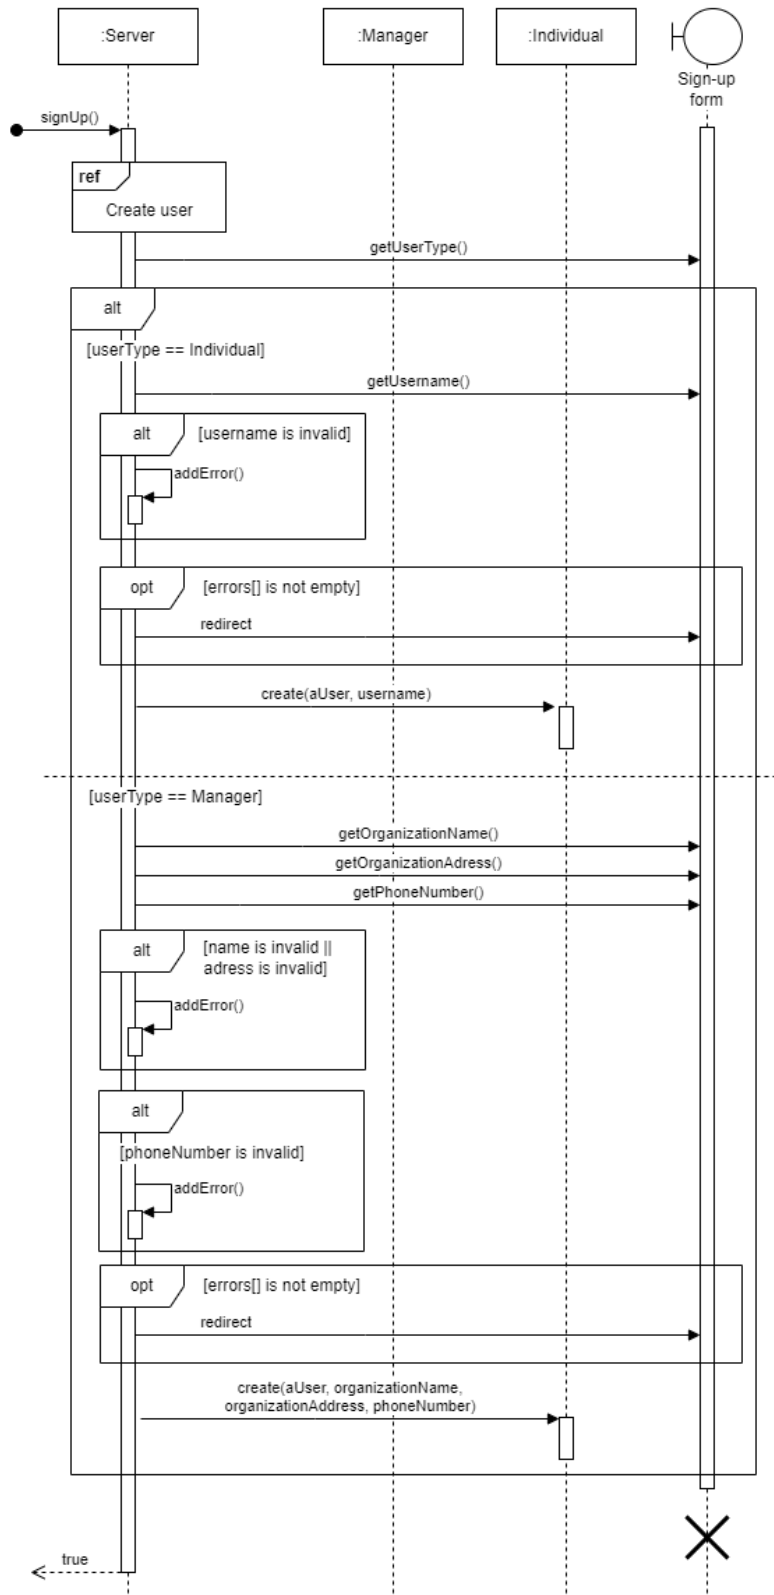 :Server
:Manager
:Individual
Sign-up
form
signUp()
ref
Create user
getUserType()
alt
[userType == Individual]
getUsername()
alt
[username is invalid]
addError()
opt
[errors[] is not empty]
redirect
create(aUser, username)
[userType == Manager]
getOrganizationName()
getOrganizationAdress()
getPhoneNumber()
alt
[name is invalid ||
adress is invalid]
addError()
alt
[phoneNumber is invalid]
addError()
opt
[errors[] is not empty]
redirect
create(aUser, organizationName,
organizationAddress, phoneNumber)
true